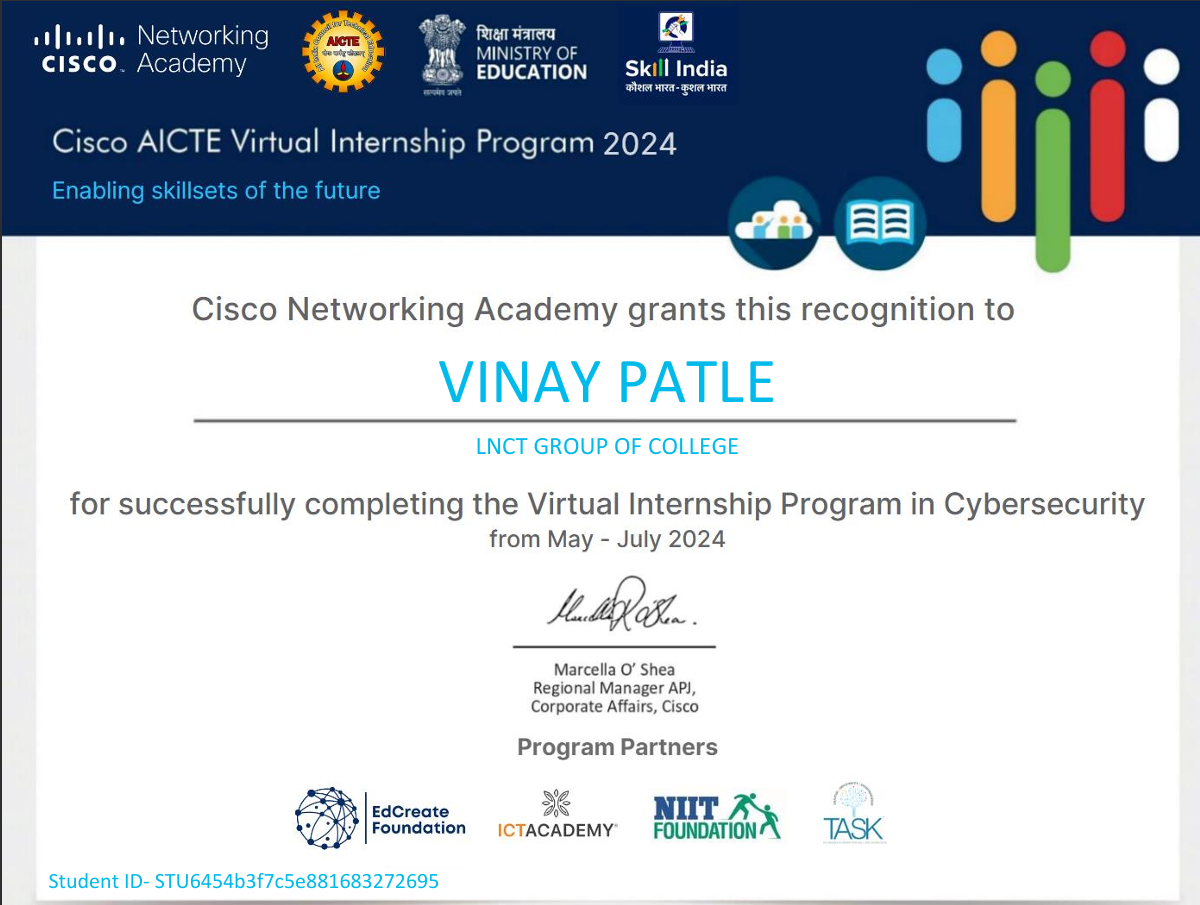 CISCO Networking Academy
AICTE
शिक्षा मंत्रालय
MINISTRY OF
EDUCATION
सत्यमेव जयते
Skill India
कौशल भारत-कुशल भारत
Cisco AICTE Virtual Internship Program 2024
Enabling skillsets of the future
Cisco Networking Academy grants this recognition to
VINAY PATLE
LNCT GROUP OF COLLEGE
for successfully completing the Virtual Internship Program in Cybersecurity
from May - July 2024
Marcella O' Shea
Regional Manager APJ,
Corporate Affairs, Cisco
Program Partners
EdCreate
Foundation
ICTACADEMY
NIIT
FOUNDATION
TASK
Student ID- STU6454b3f7c5e881683272695